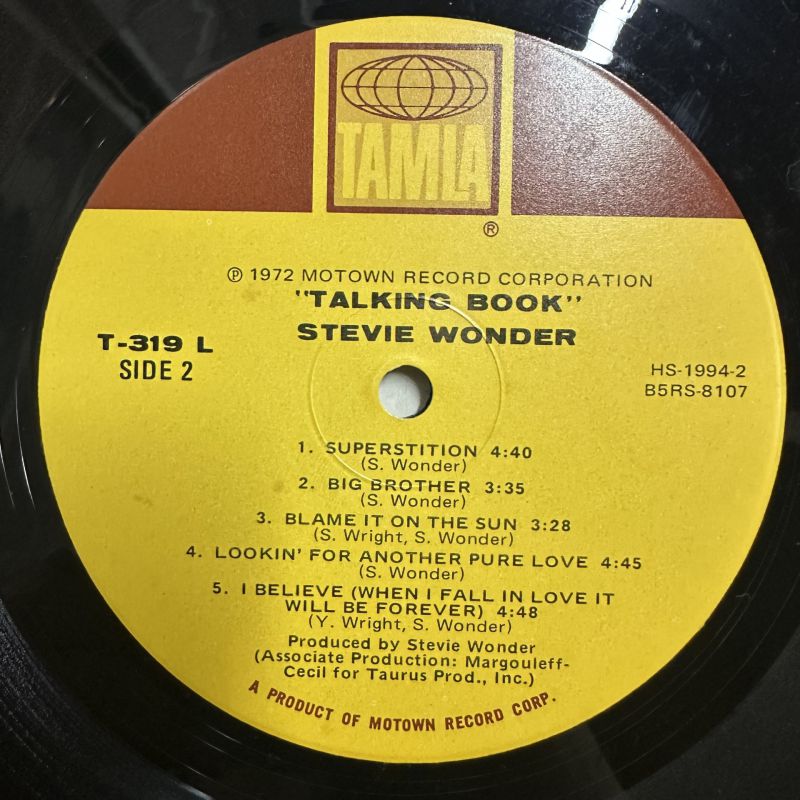 TAMLA
®
℗ 1972 MOTOWN RECORD CORPORATION
"TALKING BOOK"
STEVIE WONDER
T-319 L
SIDE 2
HS-1994-2
B5RS-8107
1. SUPERSTITION 4:40
(S. Wonder)
2. BIG BROTHER 3:35
(S. Wonder)
3. BLAME IT ON THE SUN 3:28
(S. Wright, S. Wonder)
4. LOOKIN' FOR ANOTHER PURE LOVE 4:45
(S. Wonder)
5. I BELIEVE (WHEN I FALL IN LOVE IT
WILL BE FOREVER) 4:48
(Y. Wright, S. Wonder)
Produced by Stevie Wonder
(Associate Production: Margouleff-
Cecil for Taurus Prod., Inc.)
A PRODUCT OF MOTOWN RECORD CORP.